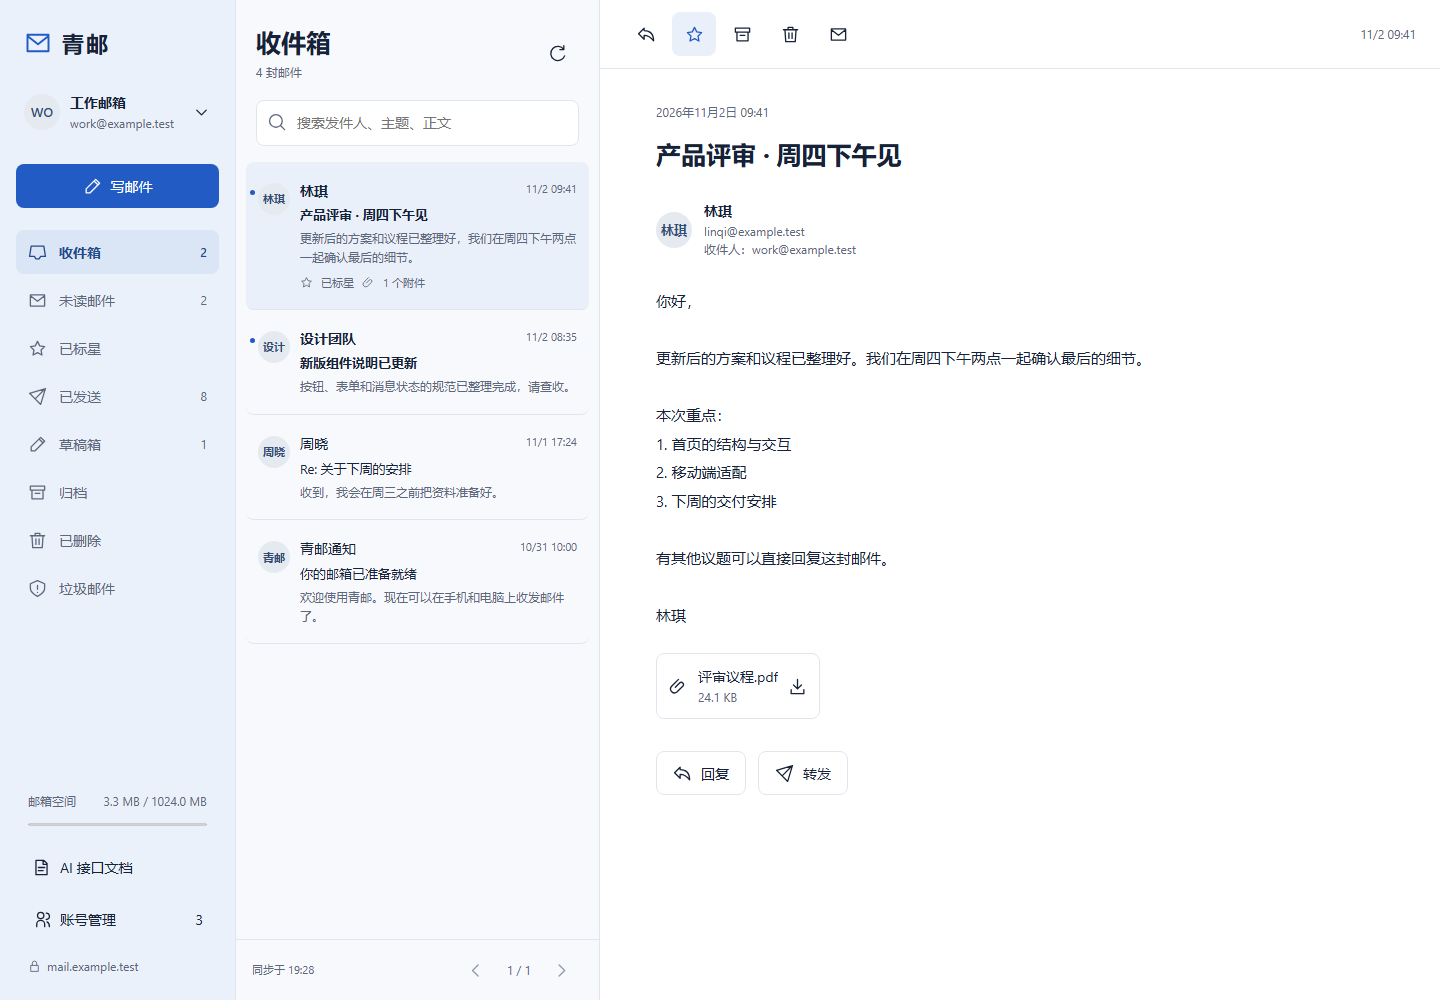 青邮
WO
工作邮箱
work@example.test
写邮件
收件箱 2
未读邮件 2
已标星
已发送 8
草稿箱 1
归档
已删除
垃圾邮件
邮箱空间 3.3 MB / 1024.0 MB
AI 接口文档
账号管理 3
mail.example.test
收件箱
4 封邮件
搜索发件人、主题、正文
林琪
林琪 11/2 09:41
产品评审 · 周四下午见
更新后的方案和议程已整理好，我们在周四下午两点
一起确认最后的细节。
已标星 1 个附件
设计
设计团队 11/2 08:35
新版组件说明已更新
按钮、表单和消息状态的规范已整理完成，请查收。
周晓
周晓 11/1 17:24
Re: 关于下周的安排
收到，我会在周三之前把资料准备好。
青邮
青邮通知 10/31 10:00
你的邮箱已准备就绪
欢迎使用青邮。现在可以在手机和电脑上收发邮件
了。
同步于 19:28
1 / 1
11/2 09:41
2026年11月2日 09:41
产品评审 · 周四下午见
林琪
林琪
linqi@example.test
收件人：work@example.test
你好，
更新后的方案和议程已整理好。我们在周四下午两点一起确认最后的细节。
本次重点：
1. 首页的结构与交互
2. 移动端适配
3. 下周的交付安排
有其他议题可以直接回复这封邮件。
林琪
评审议程.pdf
24.1 KB
回复
转发